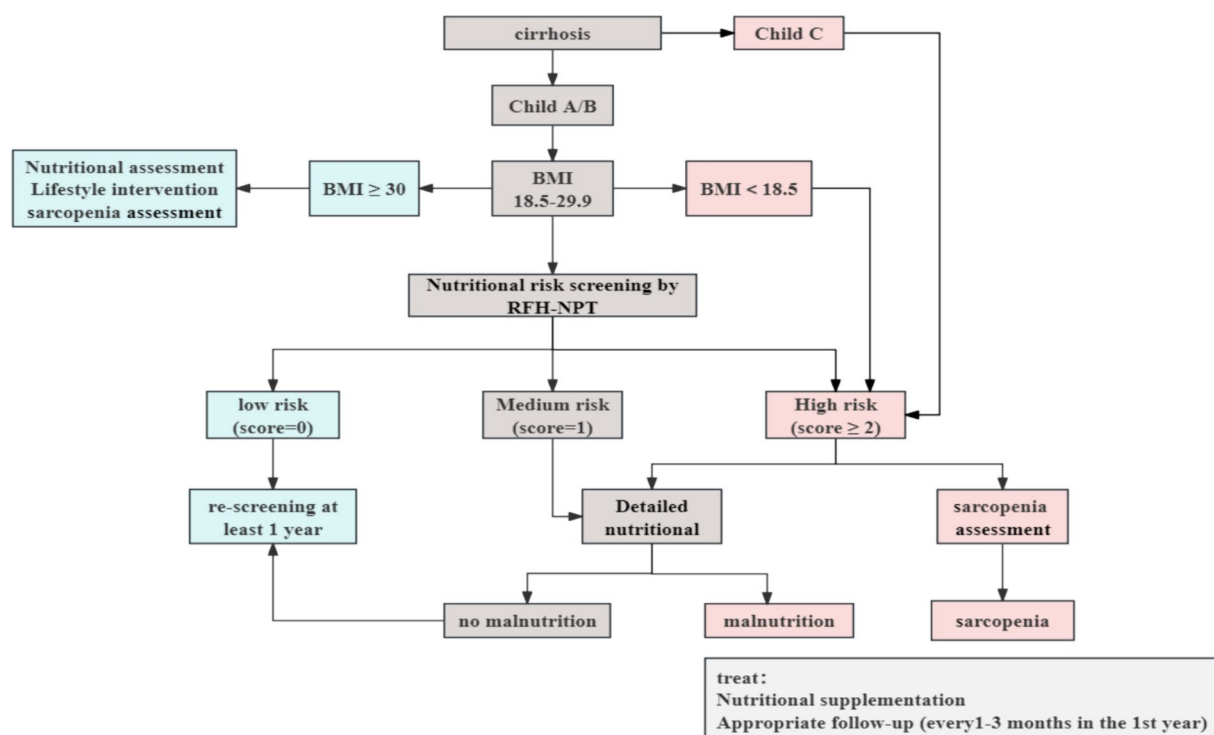 cirrhosis
Child C
Child A/B
Nutritional assessment
Lifestyle intervention
sarcopenia assessment
BMI ≥ 30
BMI
18.5-29.9
BMI < 18.5
Nutritional risk screening by
RFH-NPT
low risk
(score=0)
Medium risk
(score=1)
High risk
(score ≥ 2)
re-screening at
least 1 year
Detailed
nutritional
sarcopenia
assessment
no malnutrition
malnutrition
sarcopenia
treat:
Nutritional supplementation
Appropriate follow-up (every1-3 months in the 1st year)